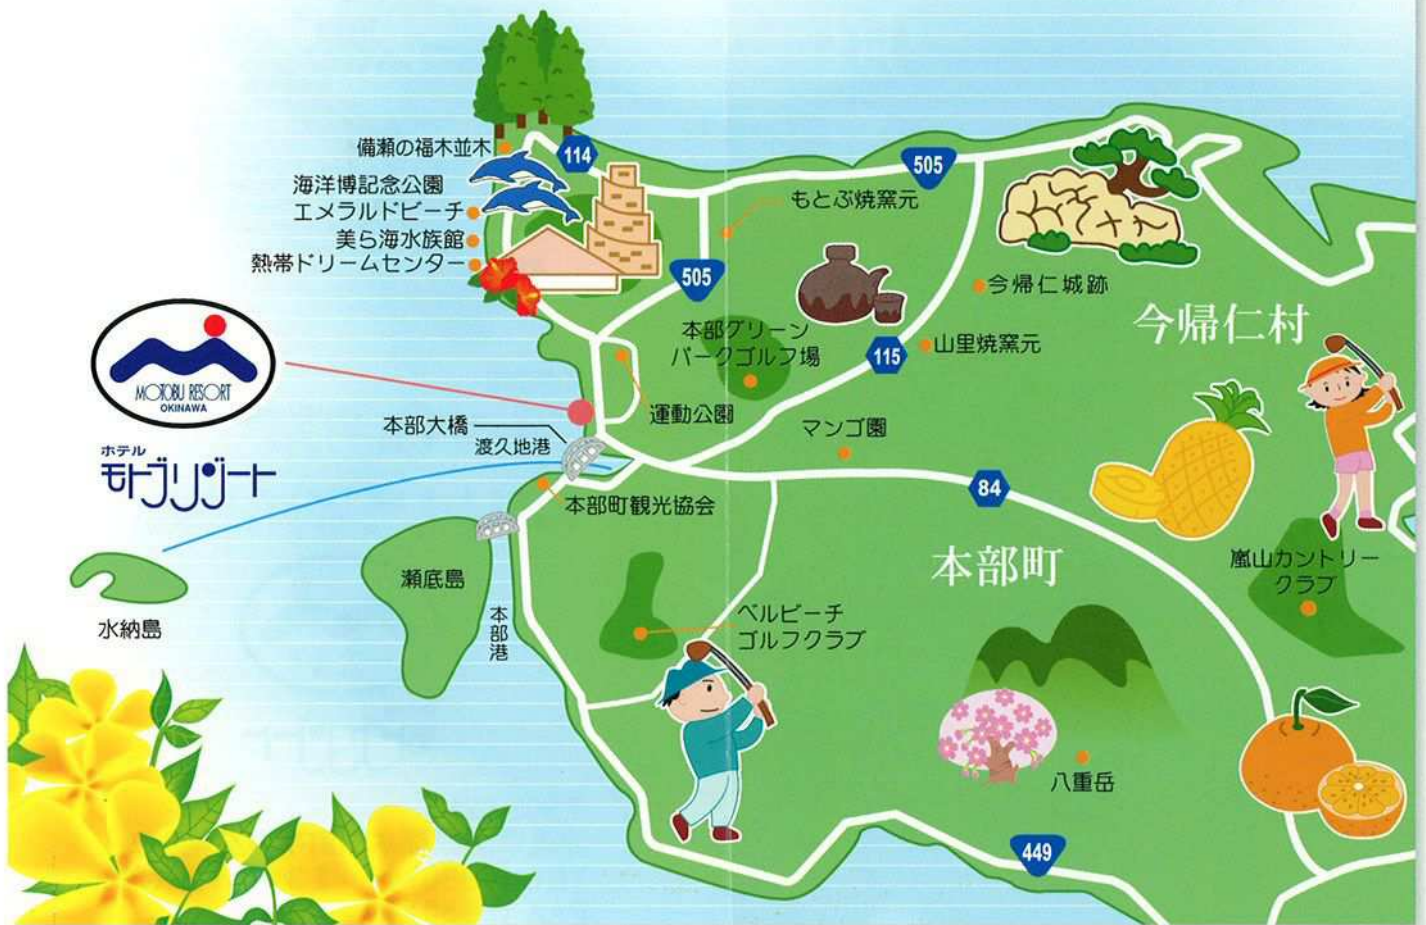 備瀬の福木並木
114
505
海洋博記念公園
エメラルドビーチ
美ら海水族館
熱帯ドリームセンター
もとぶ焼窯元
505
今帰仁城跡
今帰仁村
本部グリーン
パークゴルフ場
115
山里焼窯元
MOTOBU RESORT
OKINAWA
ホテル
モトブリゾート
本部大橋
渡久地港
運動公園
マンゴ園
84
本部町観光協会
本部町
嵐山カントリー
クラブ
瀬底島
水納島
本部港
ベルビーチ
ゴルフクラブ
八重岳
449